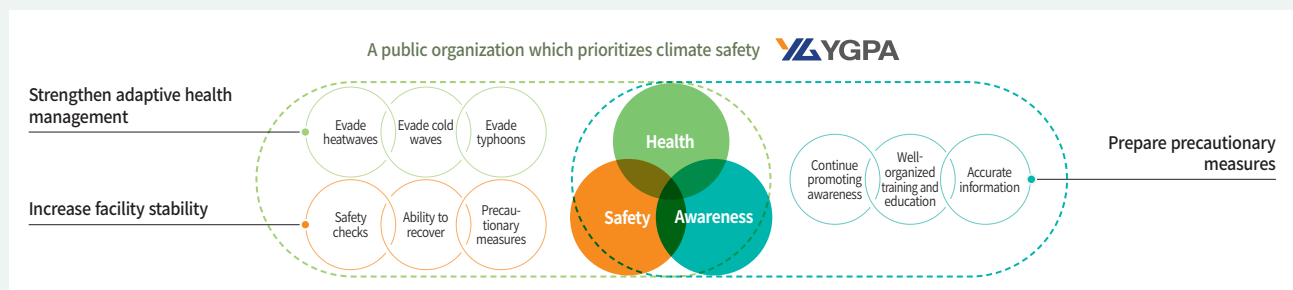 A public organization which prioritizes climate safety
YGPA
Strengthen adaptive health
management
Evade
heatwaves
Evade cold
waves
Evade
typhoons
Increase facility stability
Safety
checks
Ability to
recover
Precau-
tionary
measures
Health
Safety
Awareness
Continue
promoting
awareness
Well-
organized
training and
education
Accurate
information
Prepare precautionary
measures